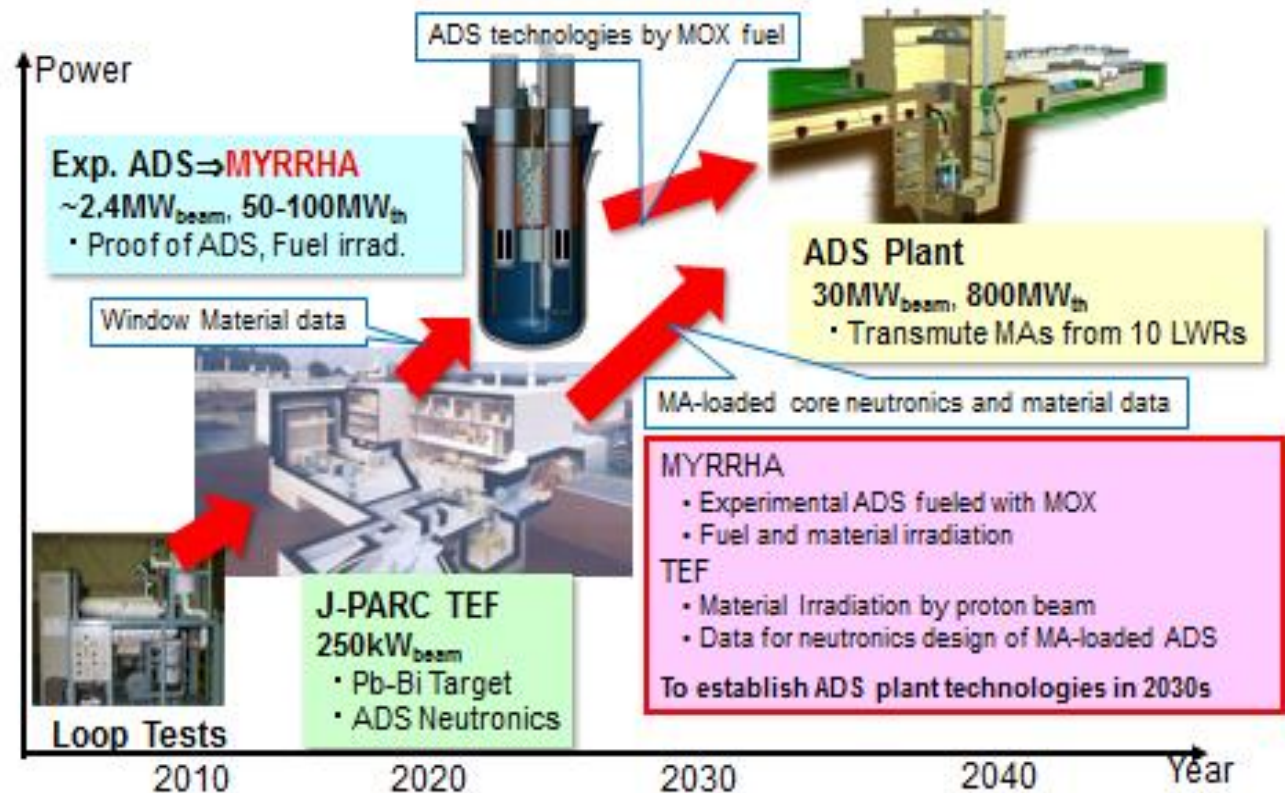 ADS technologies by MOX fuel
Power
Exp. ADS⇒MYRRHA
~2.4MWbeam, 50-100MWth
・Proof of ADS, Fuel irrad.
ADS Plant
30MWbeam, 800MWth
・Transmute MAs from 10 LWRs
Window Material data
MA-loaded core neutronics and material data
MYRRHA
・Experimental ADS fueled with MOX
・Fuel and material irradiation
TEF
・Material Irradiation by proton beam
・Data for neutronics design of MA-loaded ADS
To establish ADS plant technologies in 2030s
J-PARC TEF
250kWbeam
・Pb-Bi Target
・ADS Neutronics
Loop Tests
2010 2020 2030 2040 Year